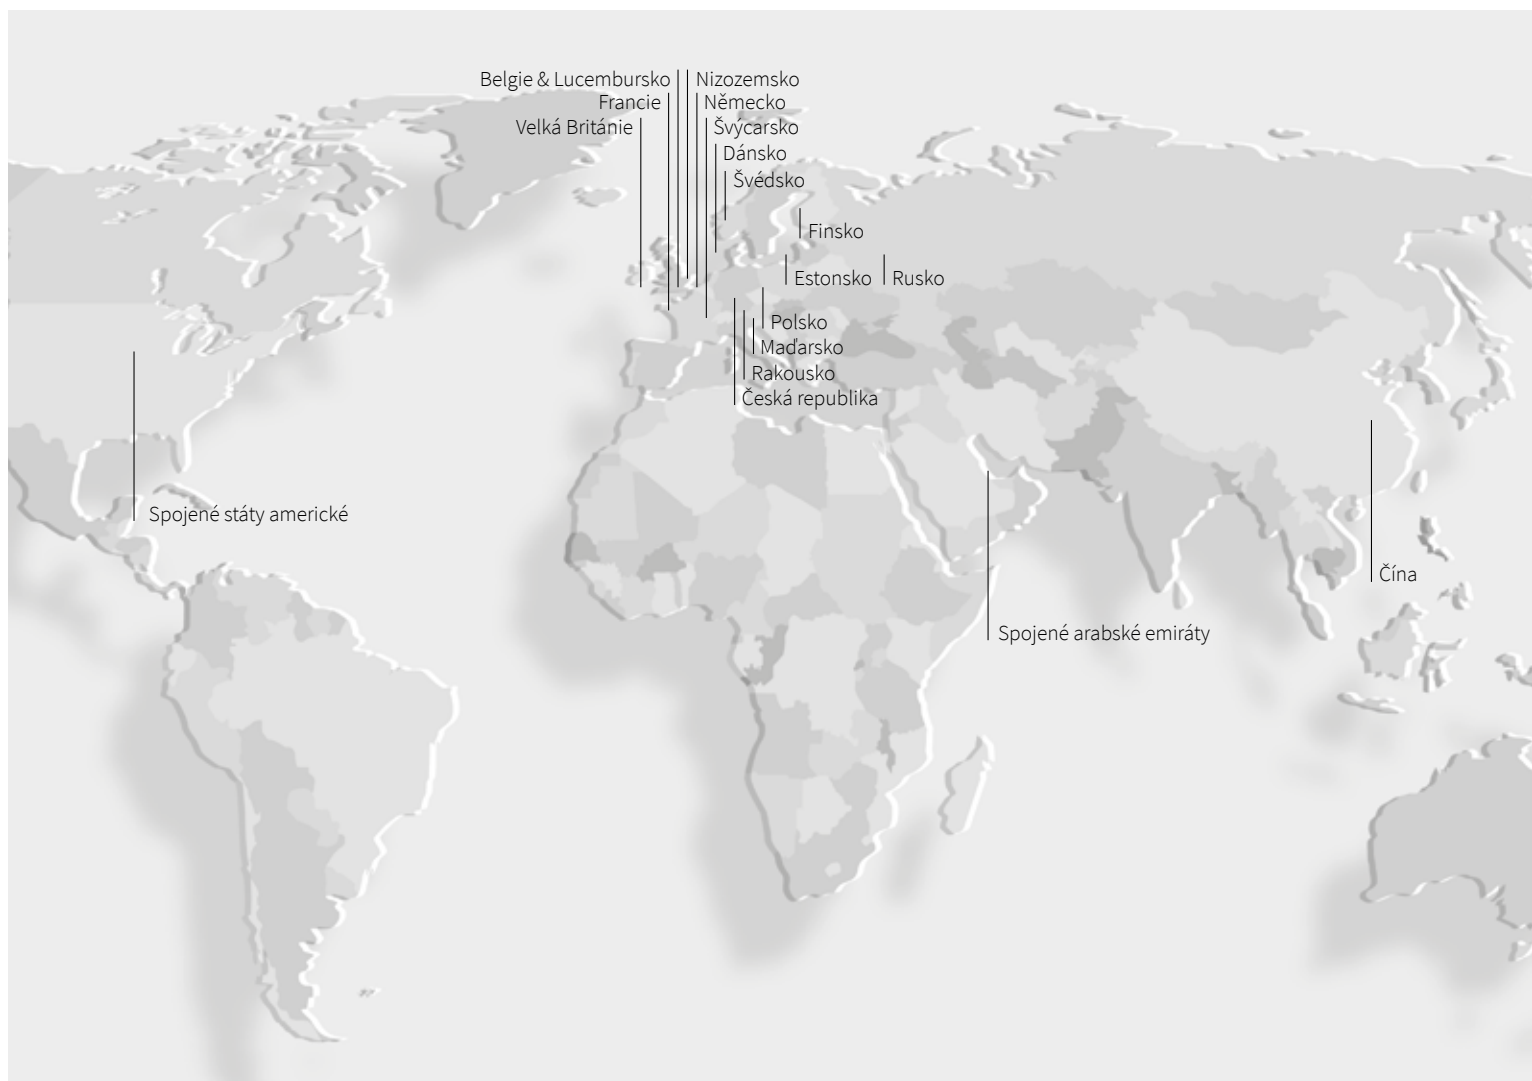 Belgie & Lucembursko
Nizozemsko
Francie
Německo
Velká Británie
Švýcarsko
Dánsko
Švédsko
Finsko
Estonsko
Rusko
Polsko
Maďarsko
Rakousko
Česká republika
Spojené státy americké
Čína
Spojené arabské emiráty